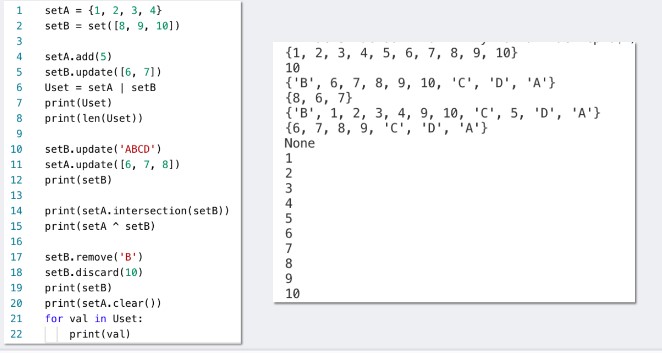 1 setA = {1, 2, 3, 4}
2 setB = set([8, 9, 10])
3
4 setA.add(5)
5 setB.update([6, 7])
6 Uset = setA | setB
7 print(Uset)
8 print(len(Uset))
9
10 setB.update('ABCD')
11 setA.update([6, 7, 8])
12 print(setB)
13
14 print(setA.intersection(setB))
15 print(setA ^ setB)
16
17 setB.remove('B')
18 setB.discard(10)
19 print(setB)
20 print(setA.clear())
21 for val in Uset:
22 print(val)
{1, 2, 3, 4, 5, 6, 7, 8, 9, 10}
10
{'B', 6, 7, 8, 9, 10, 'C', 'D', 'A'}
{8, 6, 7}
{'B', 1, 2, 3, 4, 9, 10, 'C', 5, 'D', 'A'}
{6, 7, 8, 9, 'C', 'D', 'A'}
None
1
2
3
4
5
6
7
8
9
10